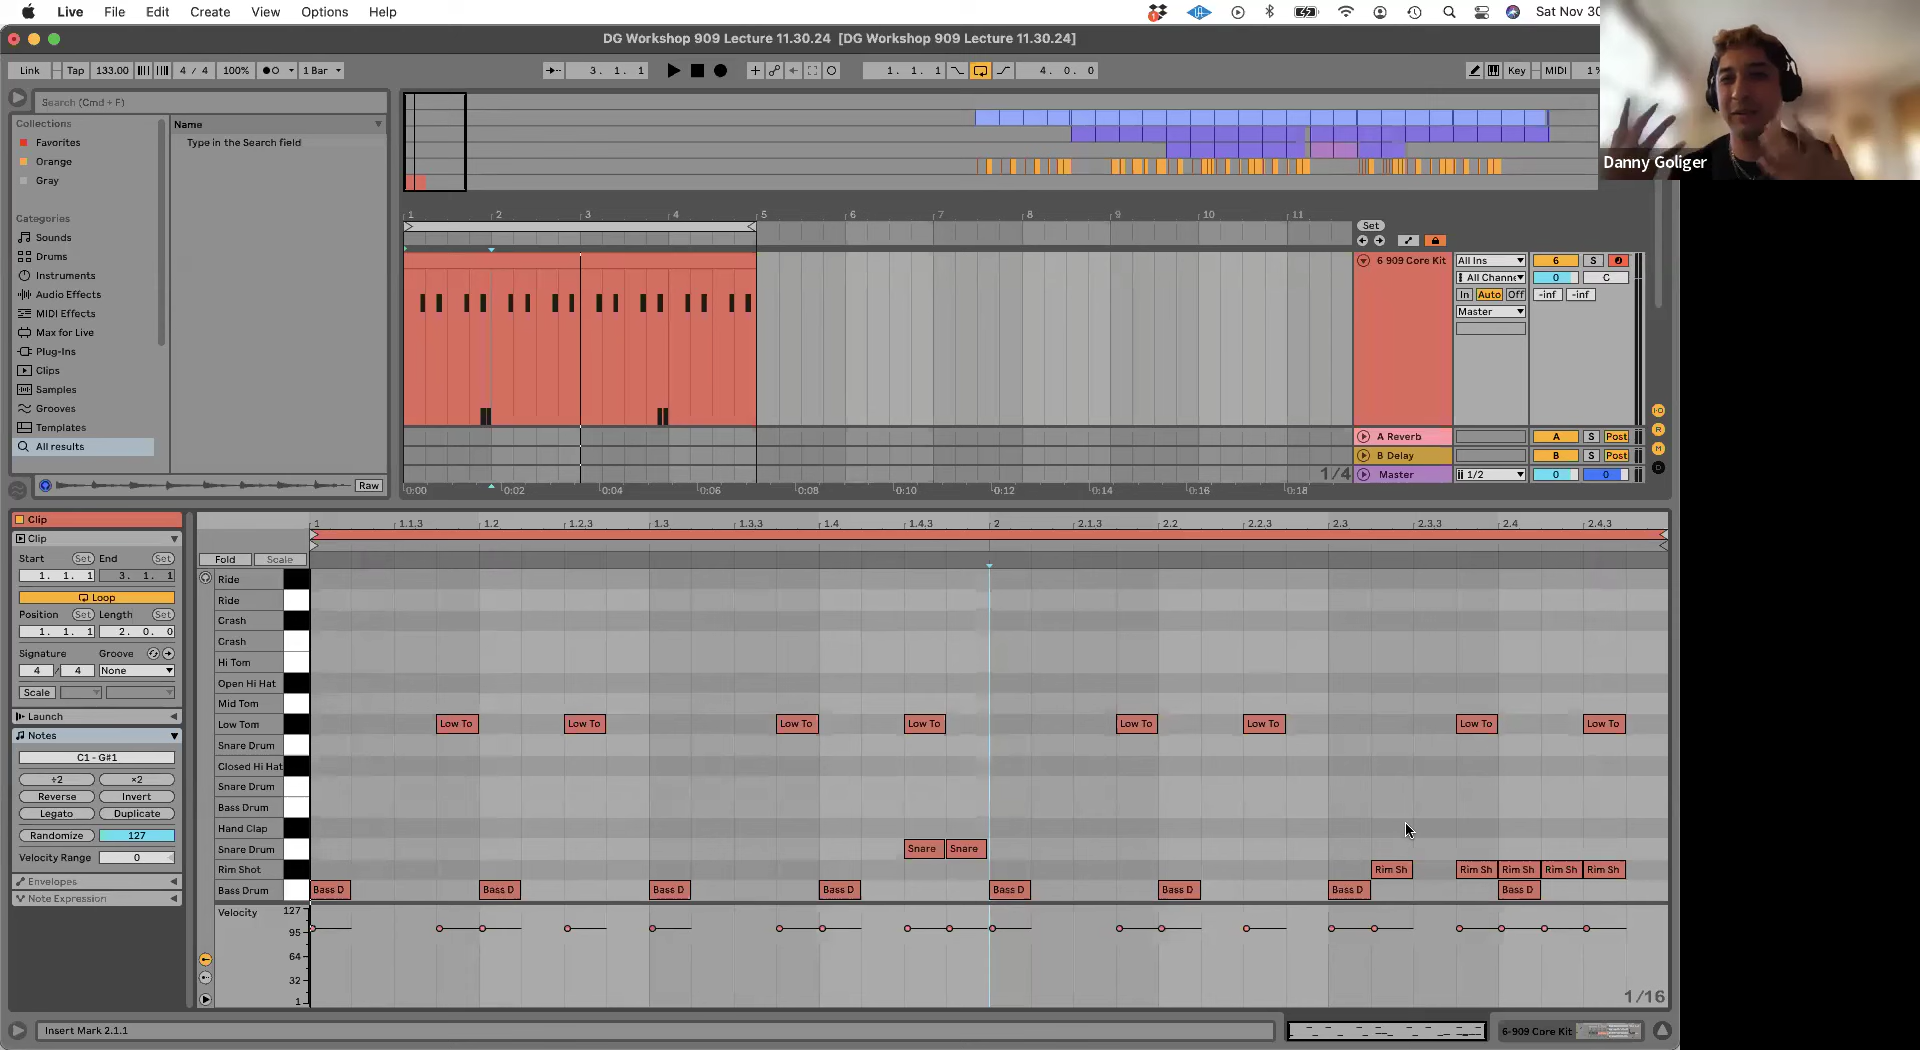 Live File Edit Create View Options Help
1
Sat Nov 30
DG Workshop 909 Lecture 11.30.24 [DG Workshop 909 Lecture 11.30.24]
Link Tap 133.00 4 / 4 100% 1 Bar 3. 1. 1 1. 1. 1 4. 0. 0 Key MIDI 1 %
Danny Goliger
Search (Cmd + F)
Collections
Favorites
Orange
Gray
Categories
Sounds
Drums
Instruments
Audio Effects
MIDI Effects
Max for Live
Plug-Ins
Clips
Samples
Grooves
Templates
All results
Name
Type in the Search field
Raw
1 2 3 4 5 6 7 8 9 10 11
Set
6 909 Core Kit All Ins 6 S
All Channe 0 C
In Auto Off -inf -inf
Master
A Reverb A S Post
B Delay B S Post
1/4 Master 1/2 0 0
0:00 0:02 0:04 0:06 0:08 0:10 0:12 0:14 0:16 0:18
Clip
Clip
Start Set End Set
1. 1. 1 3. 1. 1
Loop
Position Set Length Set
1. 1. 1 2. 0. 0
Signature Groove
4 / 4 None
Scale
Launch
Notes
C1 - G#1
÷2 ×2
Reverse Invert
Legato Duplicate
Randomize 127
Velocity Range 0
Envelopes
Note Expression
1 1.1.3 1.2 1.2.3 1.3 1.3.3 1.4 1.4.3 2 2.1.3 2.2 2.2.3 2.3 2.3.3 2.4 2.4.3
Fold Scale
Ride
Ride
Crash
Crash
Hi Tom
Open Hi Hat
Mid Tom
Low Tom Low To Low To Low To Low To Low To Low To Low To Low To
Snare Drum
Closed Hi Hat
Snare Drum
Bass Drum
Hand Clap
Snare Drum Snare Snare
Rim Shot Rim Sh Rim Sh Rim Sh Rim Sh Rim Sh
Bass Drum Bass D Bass D Bass D Bass D Bass D Bass D Bass D Bass D
Velocity 127
95
64
32
1
1/16
Insert Mark 2.1.1
6-909 Core Kit